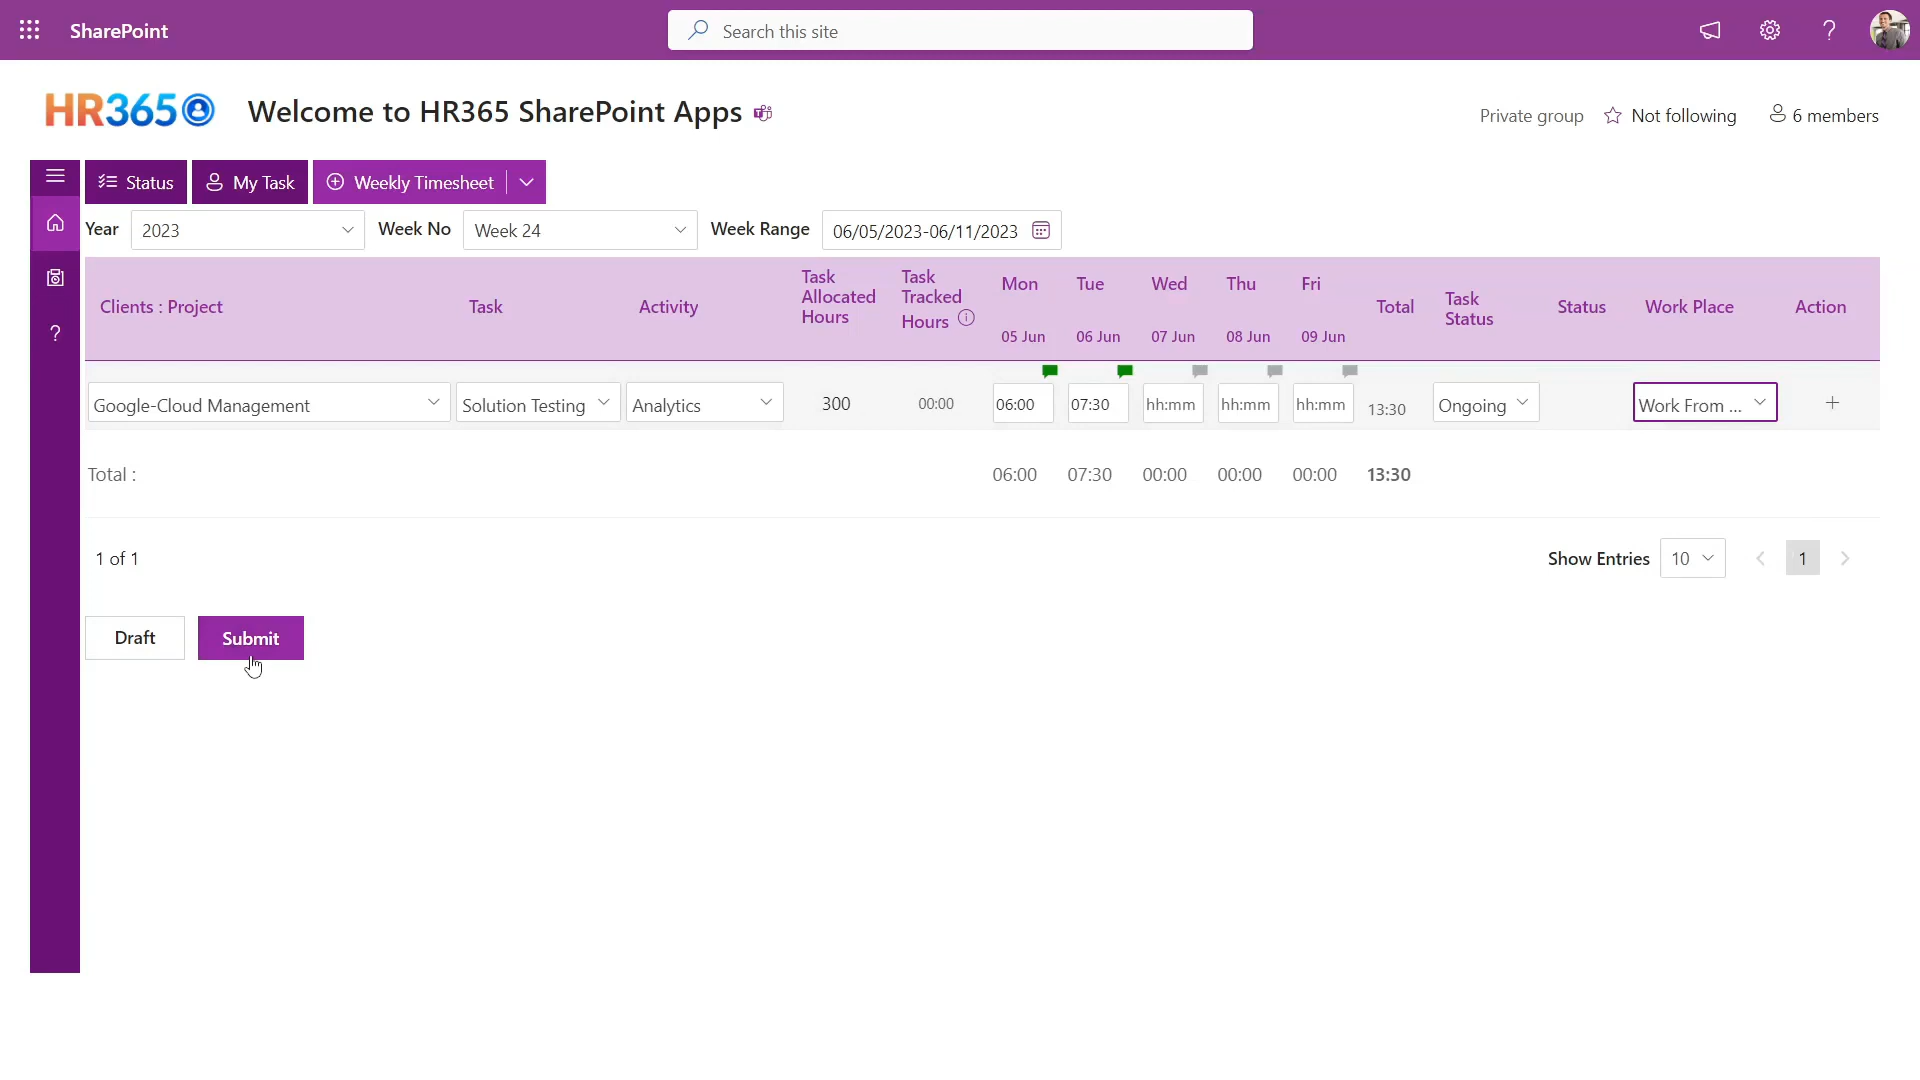 SharePoint
Search this site
HR365
Welcome to HR365 SharePoint Apps
Private group
Not following
6 members
Status
My Task
Weekly Timesheet
Year
2023
Week No
Week 24
Week Range
06/05/2023-06/11/2023
Clients : Project
Task
Activity
Task
Allocated
Hours
Task
Tracked
Hours
Mon
05 Jun
Tue
06 Jun
Wed
07 Jun
Thu
08 Jun
Fri
09 Jun
Total
Task
Status
Status
Work Place
Action
Google-Cloud Management
Solution Testing
Analytics
300
00:00
06:00
07:30
hh:mm
hh:mm
hh:mm
13:30
Ongoing
Work From ...
Total :
06:00
07:30
00:00
00:00
00:00
13:30
1 of 1
Show Entries
10
1
Draft
Submit